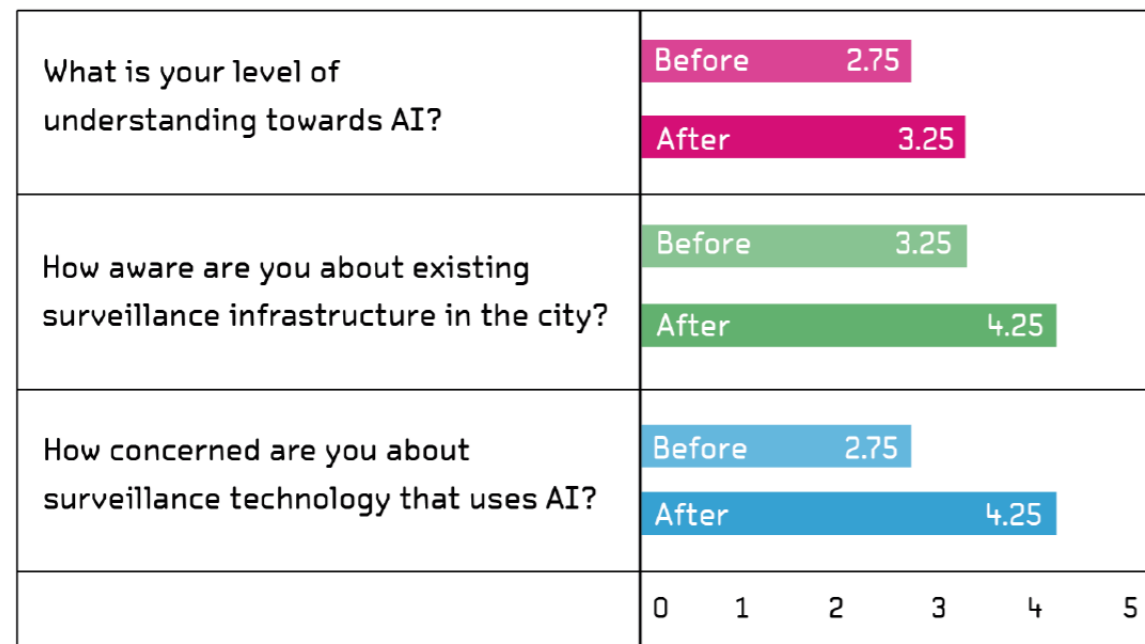 What is your level of
understanding towards AI?
Before 2.75
After 3.25
How aware are you about existing
surveillance infrastructure in the city?
Before 3.25
After 4.25
How concerned are you about
surveillance technology that uses AI?
Before 2.75
After 4.25
0 1 2 3 4 5